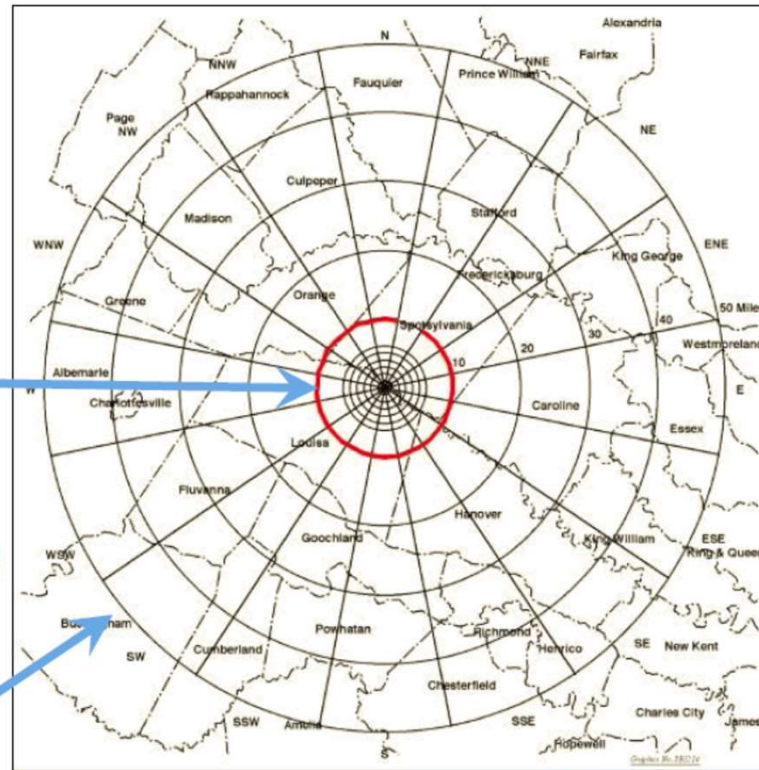 Alexandria
N
Fairfax
NNW
NNE
Prince William
Fauquier
Rappahannock
Page
NW
NE
Culpeper
Madison
Stafford
WNW
ENE
King George
Fredericksburg
Orange
Greene
50 Mile
40
Spotsylvania
30
Westmoreland
20
10
Albemarle
W
E
Charlottesville
Caroline
Essex
Louisa
Fluvanna
Hanover
Goochland
King William
ESE
WSW
King & Queen
Powhatan
Richmond
SE
New Kent
Cumberland
Henrico
SW
Chesterfield
Charles City
SSW
Amelia
SSE
James
Hopewell
S